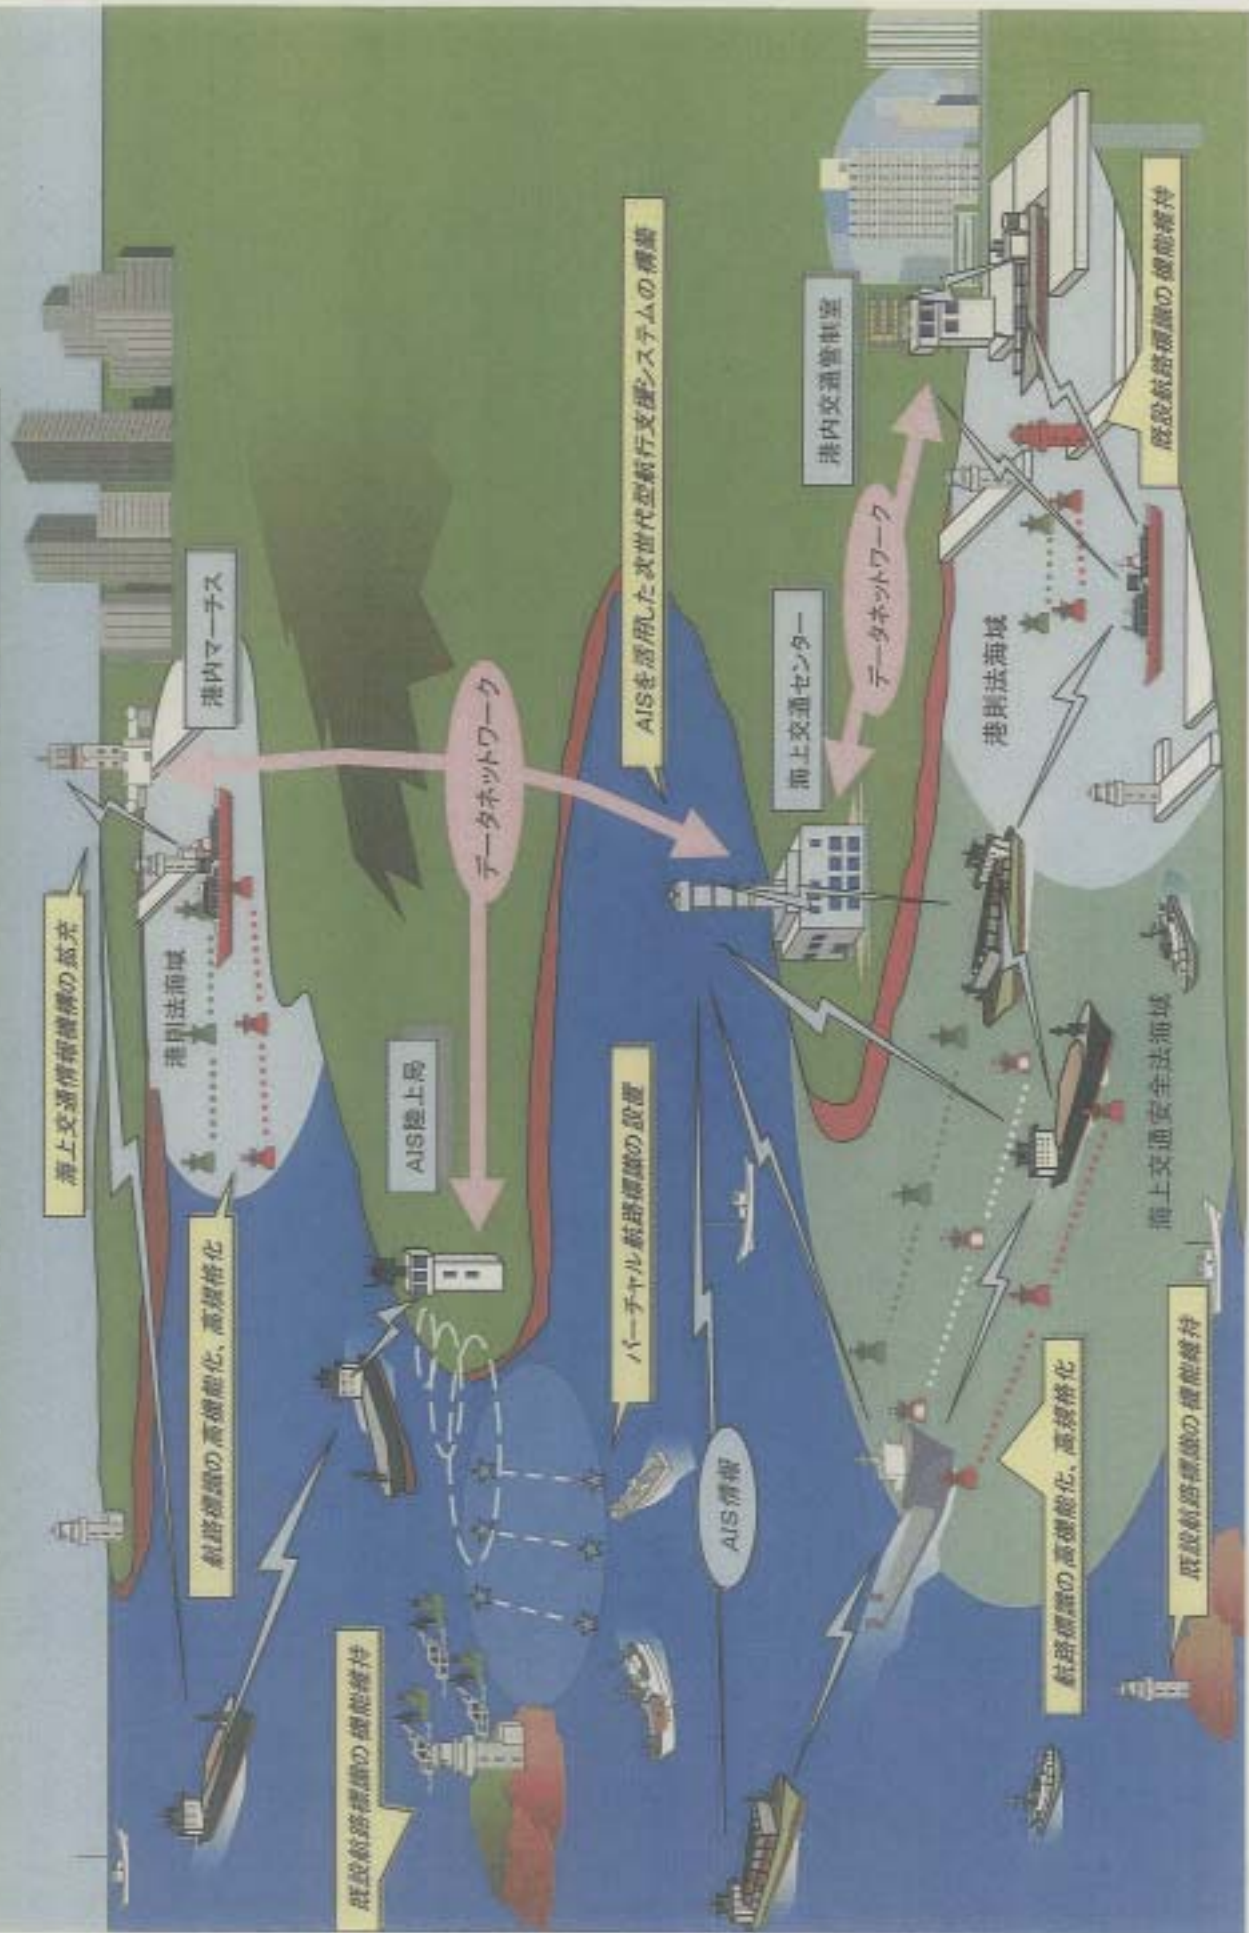 海上交通情報機構の拡充
港内マーチス
港則法海域
航路標識の高機能化、高規格化
データネットワーク
AIS陸上局
既設航路標識の機能維持
AISを活用した次世代型航行支援システムの構築
バーチャル航路標識の設置
AIS情報
港内交通管制室
海上交通センター
データネットワーク
港則法海域
既設航路標識の機能維持
海上交通安全法海域
航路標識の高機能化、高規格化
既設航路標識の機能維持